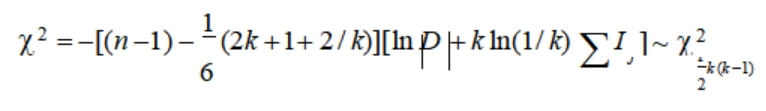 χ² = −[(n−1) − 1/6 (2k+1+2/k)][ln |D| + k ln(1/k) ∑ I_j] ~ χ²_{½k(k−1)}